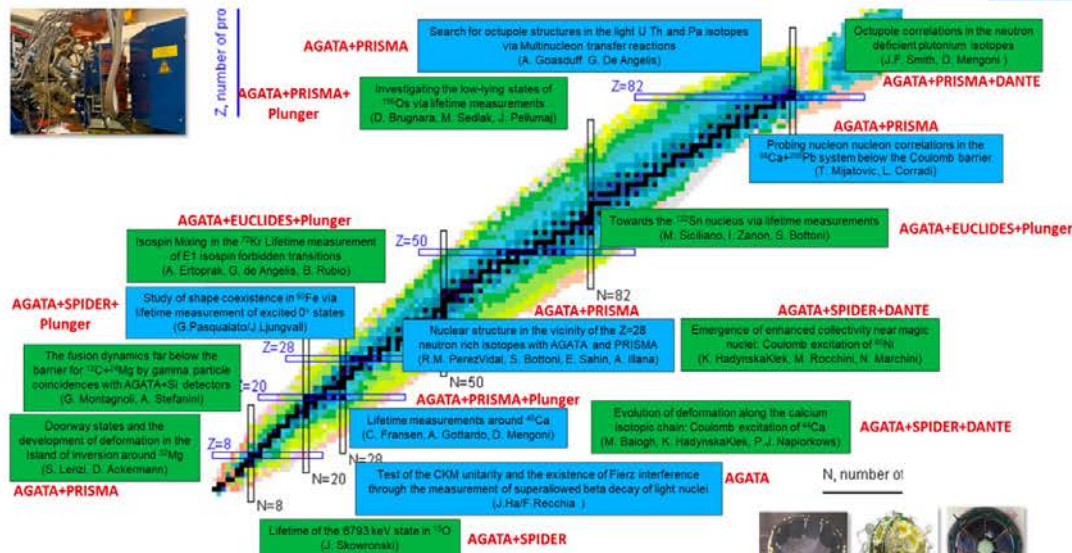 Z, number of pro
AGATA+PRISMA
Search for octupole structures in the light U Th and Pa isotopes
via Multinucleon transfer reactions
(A. Goasduff G. De Angelis)
Octupole correlations in the neutron
deficient plutonium isotopes
(J.F. Smith, D. Mengoni )
AGATA+PRISMA+DANTE
AGATA+PRISMA+
Plunger
Investigating the low-lying states of
Os via lifetime measurements
(D. Brugnara, M. Sedlak, J. Pellumaj)
Z=82
AGATA+PRISMA
Probing nucleon nucleon correlations in the
Ca+Pb system below the Coulomb barrier
(T. Mijatovic, L. Corradi)
AGATA+EUCLIDES+Plunger
Isospin Mixing in the Kr Lifetime measurement
of E1 isospin forbidden transitions
(A. Ertoprak, G. de Angelis, B. Rubio)
Z=50
Towards the Sn nucleus via lifetime measurements
(M. Siciliano, I. Zanon, S. Bottoni)
AGATA+EUCLIDES+Plunger
N=82
AGATA+SPIDER+
Plunger
Study of shape coexistence in Fe via
lifetime measurement of excited 0⁺ states
(G.Pasqualato/J.Ljungvall)
AGATA+PRISMA
Nuclear structure in the vicinity of the Z=28
neutron rich isotopes with AGATA and PRISMA
(R.M. PerezVidal, S. Bottoni, E. Sahin, A. Illana)
AGATA+SPIDER+DANTE
Emergence of enhanced collectivity near magic
nuclei: Coulomb excitation of Ni
(K. HadynskaKlek, M. Rocchini, N. Marchini)
Z=28
N=50
The fusion dynamics far below the
barrier for ¹²C+²⁴Mg by gamma particle
coincidences with AGATA+Si detectors
(G. Montagnoli, A. Stefanini)
Z=20
AGATA+PRISMA+Plunger
Lifetime measurements around Ca
(C. Fransen, A. Gottardo, D. Mengoni)
N=28
Evolution of deformation along the calcium
isotopic chain: Coulomb excitation of Ca
(M. Balogh, K. HadynskaKlek, P.J. Napiorkows)
AGATA+SPIDER+DANTE
Doorway states and the
development of deformation in the
Island of Inversion around ³²Mg
(S. Lenzi, D. Ackermann)
AGATA+PRISMA
Z=8
N=20
N=8
Test of the CKM unitarity and the existence of Fierz interference
through the measurement of superallowed beta decay of light nuclei
(J.Ha/F.Recchia )
AGATA
N, number of
Lifetime of the 6793 keV state in ¹⁵O
(J. Skowronski)
AGATA+SPIDER